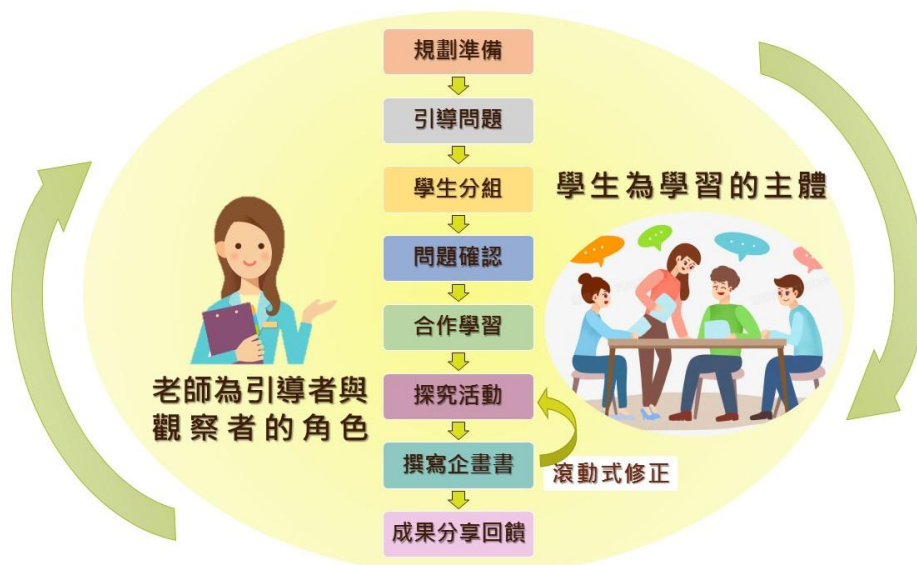 規劃準備
引導問題
學生分組
學生為學習的主體
問題確認
合作學習
老師為引導者與
觀察者的角色
探究活動
撰寫企畫書
滾動式修正
成果分享回饋